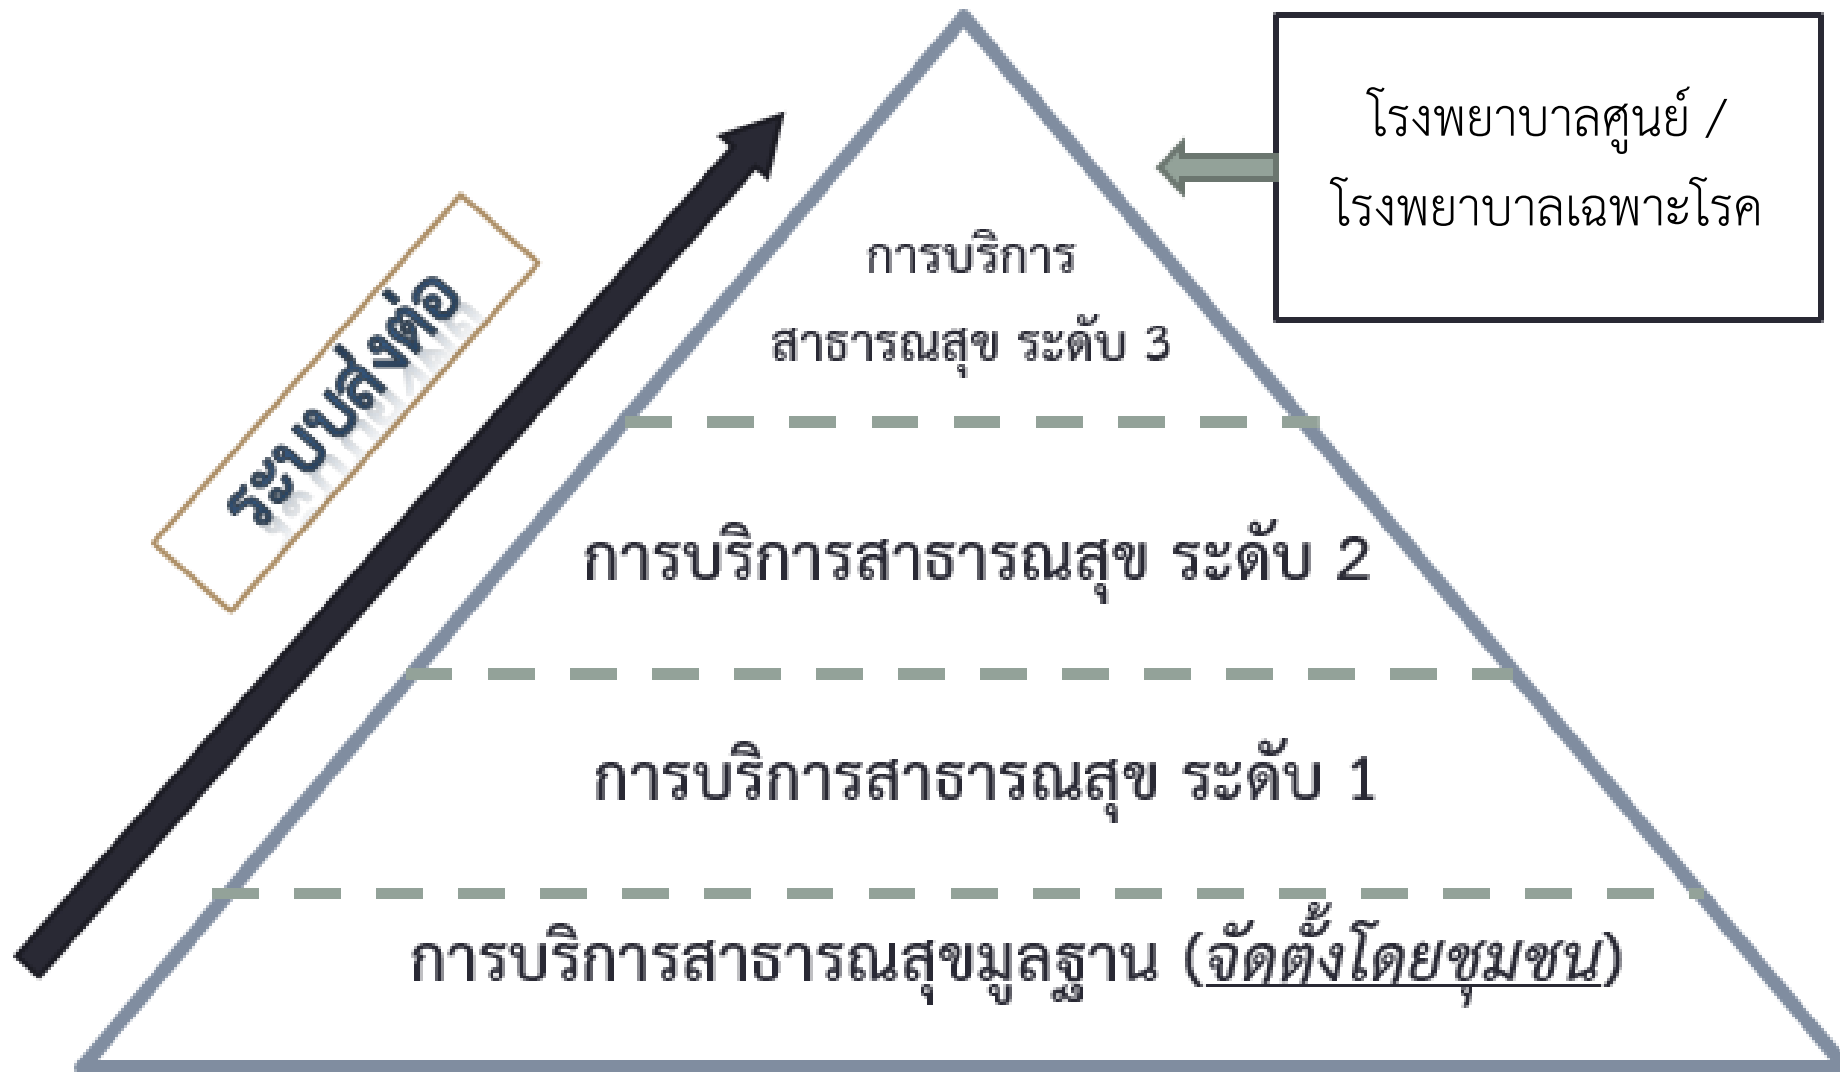 โรงพยาบาลศูนย์ /
โรงพยาบาลเฉพาะโรค
ระบบส่งต่อ
การบริการ
สาธารณสุข ระดับ 3
การบริการสาธารณสุข ระดับ 2
การบริการสาธารณสุข ระดับ 1
การบริการสาธารณสุขมูลฐาน (จัดตั้งโดยชุมชน)